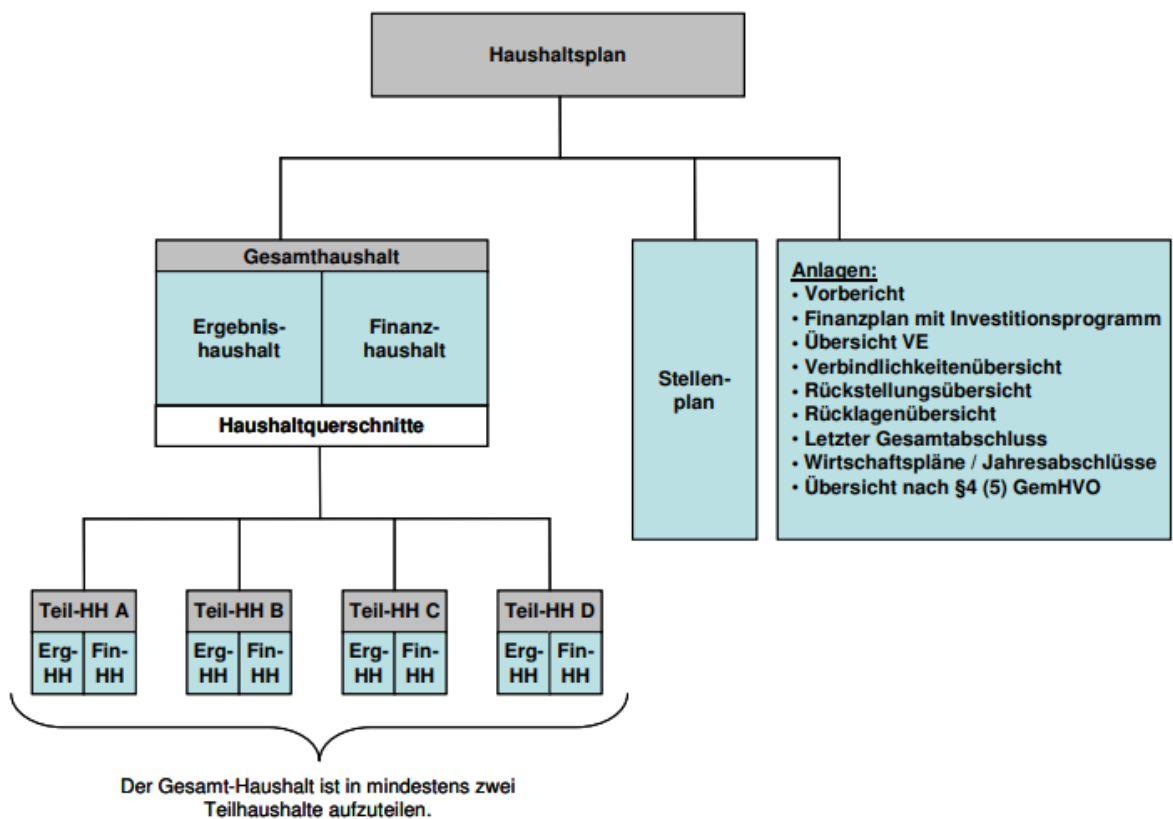 Haushaltsplan
Gesamthaushalt
Ergebnis-
haushalt
Finanz-
haushalt
Haushaltquerschnitte
Stellen-
plan
Anlagen:
• Vorbericht
• Finanzplan mit Investitionsprogramm
• Übersicht VE
• Verbindlichkeitenübersicht
• Rückstellungsübersicht
• Rücklagenübersicht
• Letzter Gesamtabschluss
• Wirtschaftspläne / Jahresabschlüsse
• Übersicht nach §4 (5) GemHVO
Teil-HH A
Erg-
HH
Fin-
HH
Teil-HH B
Erg-
HH
Fin-
HH
Teil-HH C
Erg-
HH
Fin-
HH
Teil-HH D
Erg-
HH
Fin-
HH
Der Gesamt-Haushalt ist in mindestens zwei
Teilhaushalte aufzuteilen.